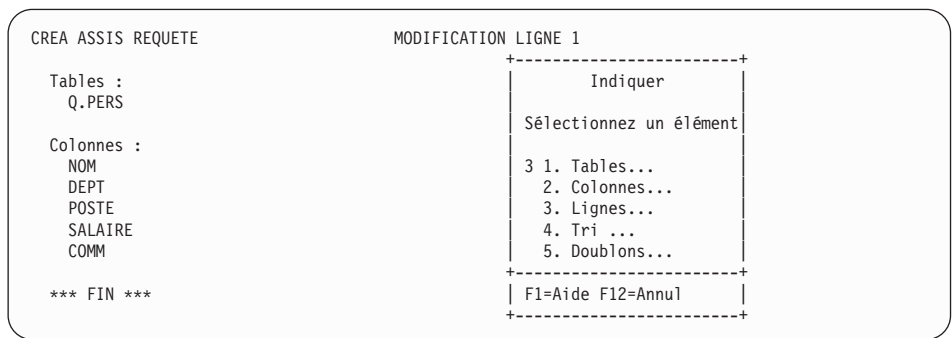 CREA ASSIS REQUETE MODIFICATION LIGNE 1
+-------------------------+
Tables : | Indiquer |
Q.PERS | |
| Sélectionnez un élément|
Colonnes : | |
NOM | 3 1. Tables... |
DEPT | 2. Colonnes... |
POSTE | 3. Lignes... |
SALAIRE | 4. Tri ... |
COMM | 5. Doublons... |
+-------------------------+
*** FIN *** | F1=Aide F12=Annul |
+-------------------------+